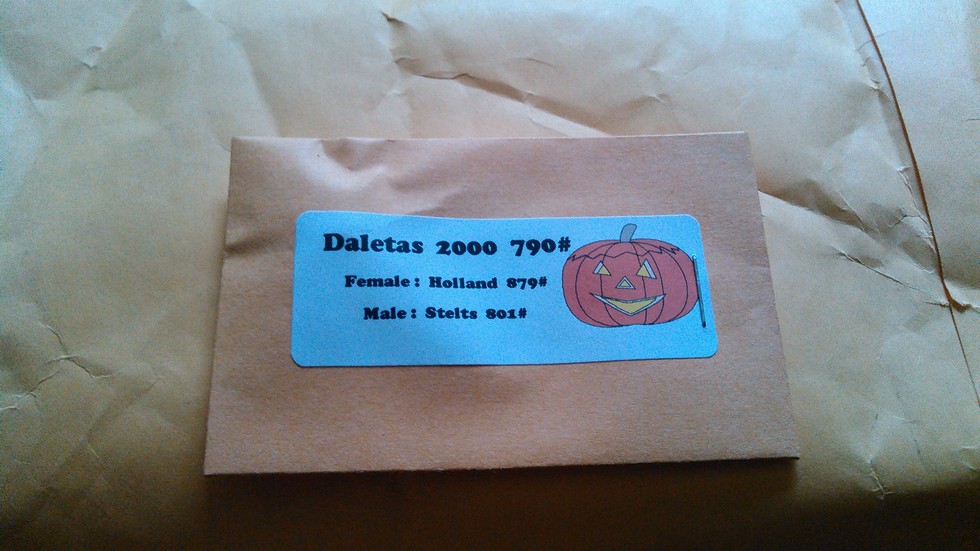 Daletas 2000 790#
Female: Holland 879#
Male: Stelts 801#